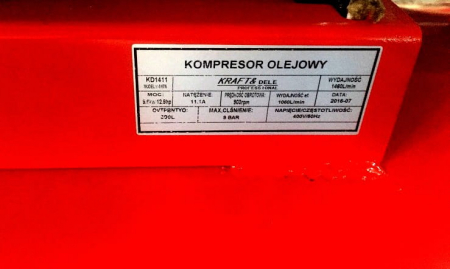 KOMPRESOR OLEJOWY
KD1411
KRAFT& DELE
PROFESSIONAL
WYDAJNOŚĆ
1460L/min
MOC:
NATĘŻENIE:
11.1A
PRĘDKOŚĆ OBROTOWA:
WYDAJNOŚĆ ef:
1060L/min
DATA:
2016-07
200L
MAX.CIŚNIENIE:
8 BAR
NAPIĘCIE/CZĘSTOTLIWOŚĆ:
400V/50Hz